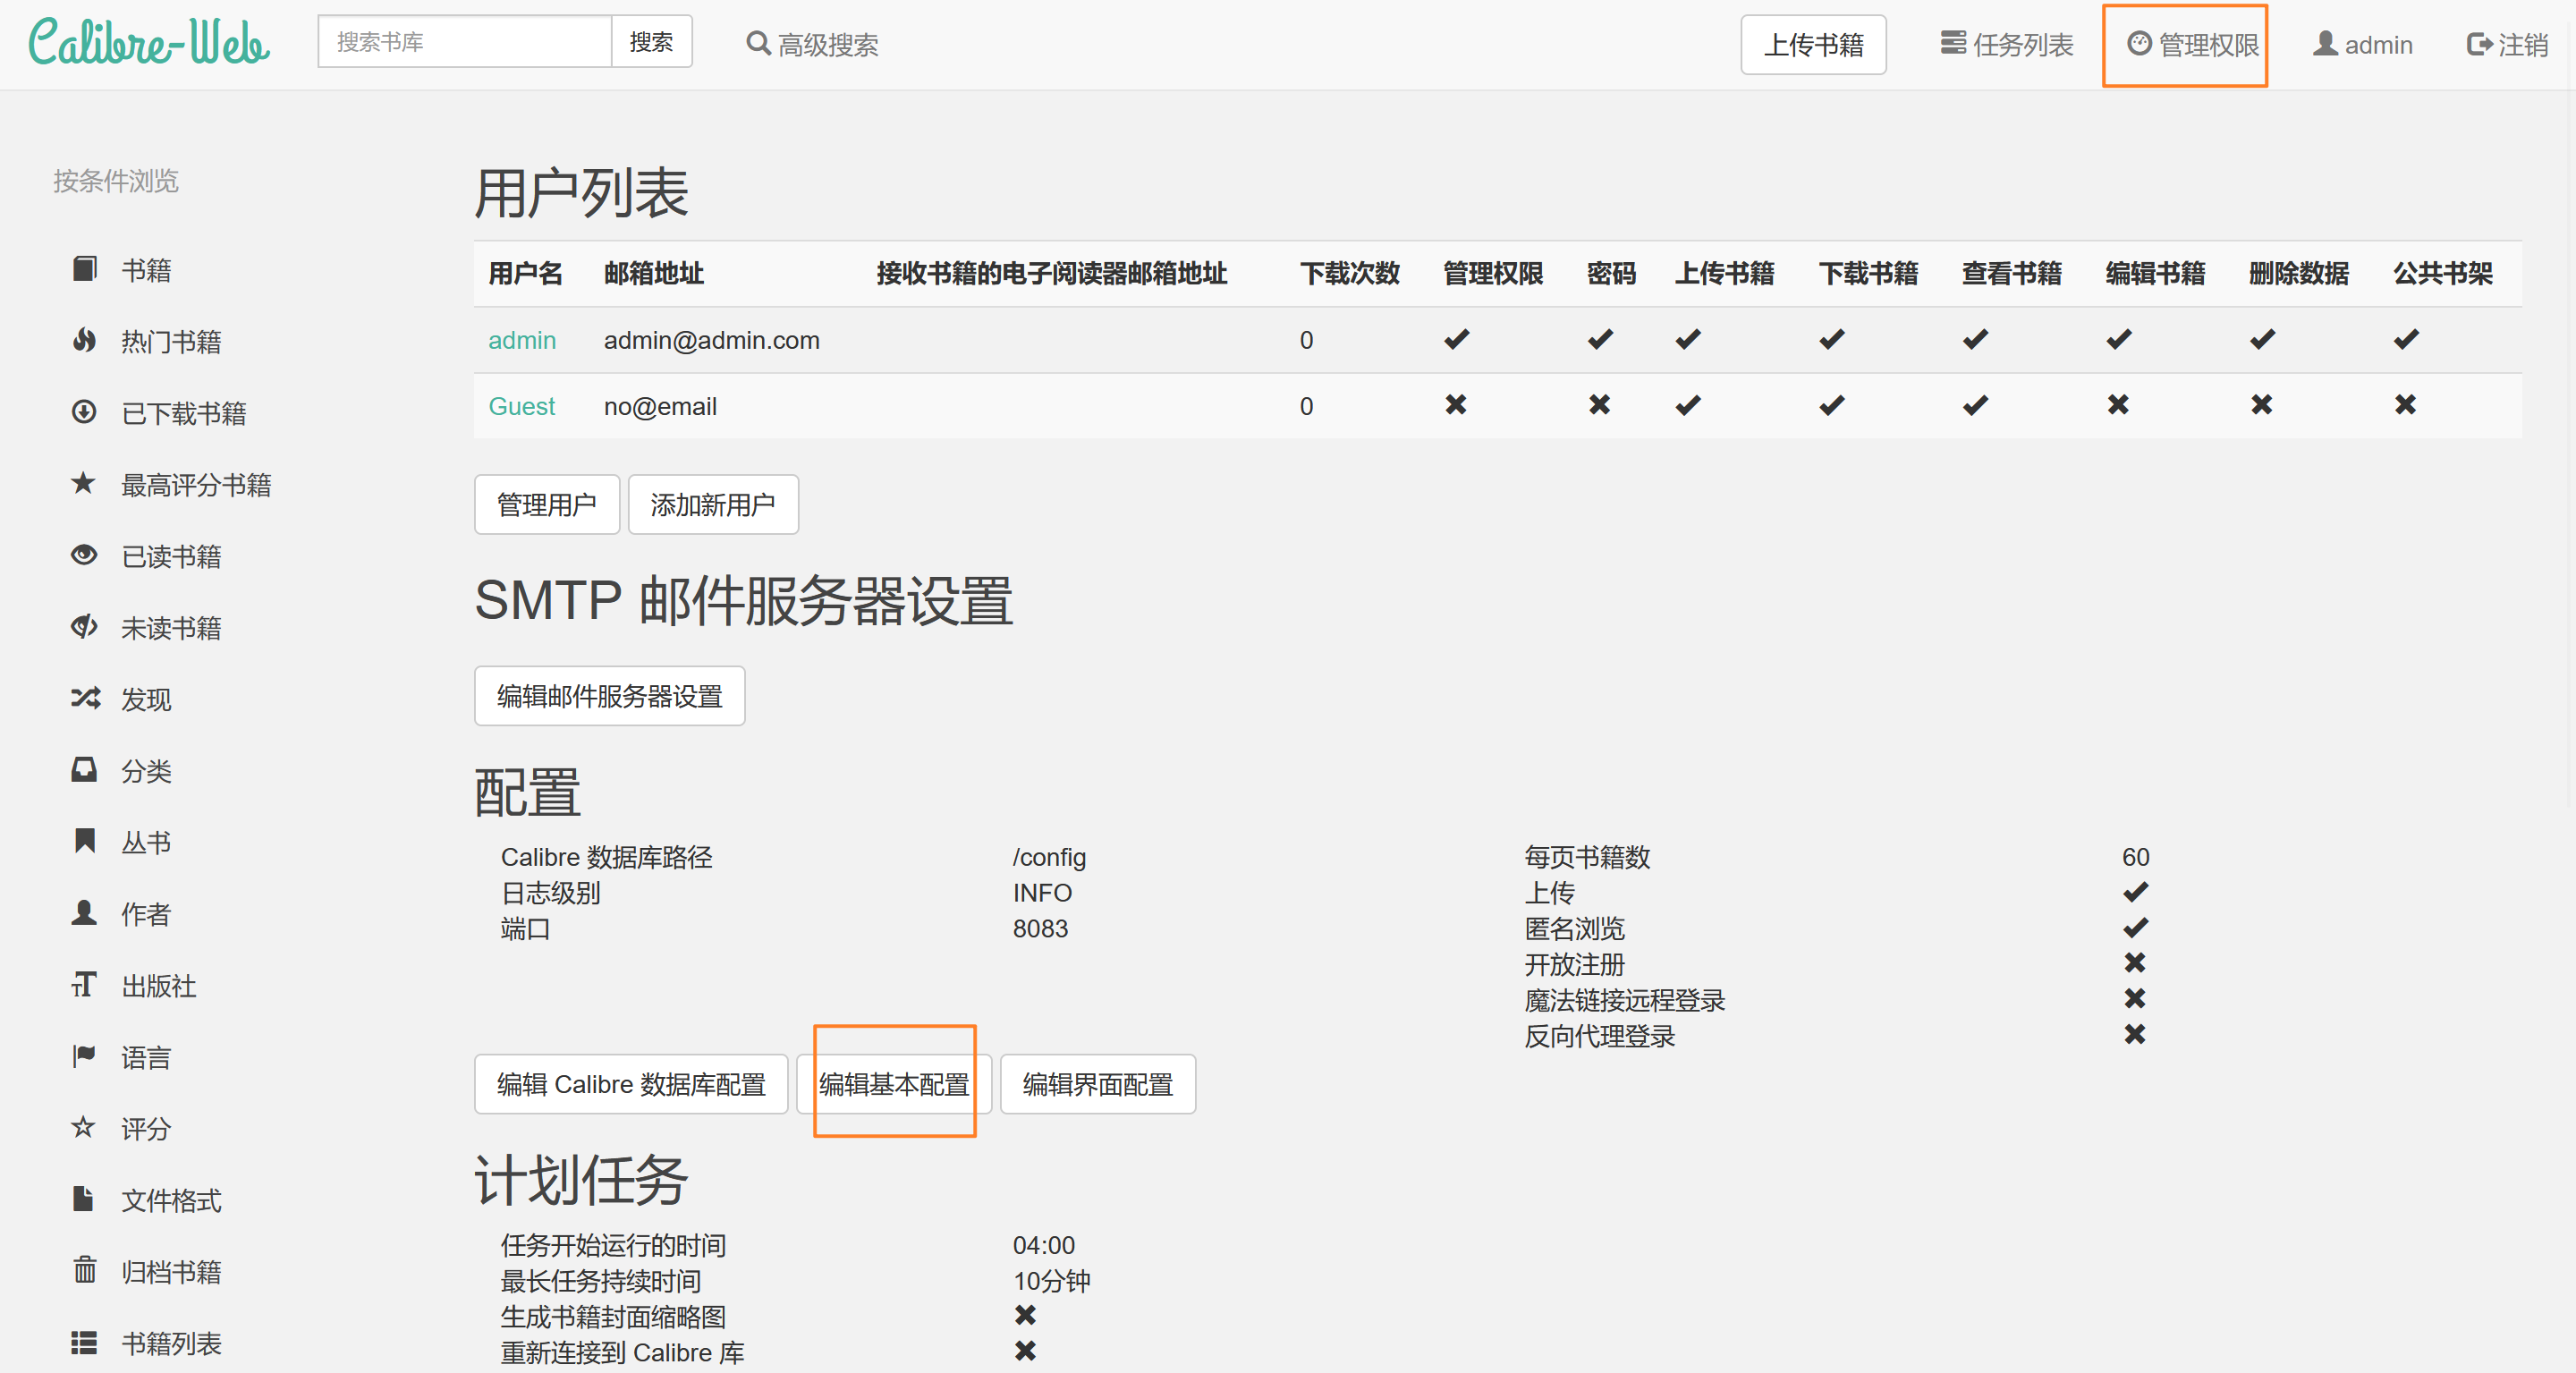 Calibre-Web 搜索书库 搜索 高级搜索 上传书籍 任务列表 管理权限 admin 注销
按条件浏览
书籍
热门书籍
已下载书籍
最高评分书籍
已读书籍
未读书籍
发现
分类
丛书
作者
出版社
语言
评分
文件格式
归档书籍
书籍列表
用户列表
用户名 邮箱地址 接收书籍的电子阅读器邮箱地址 下载次数 管理权限 密码 上传书籍 下载书籍 查看书籍 编辑书籍 删除数据 公共书架
admin admin@admin.com 0
Guest no@email 0
管理用户 添加新用户
SMTP 邮件服务器设置
编辑邮件服务器设置
配置
Calibre 数据库路径 /config
日志级别 INFO
端口 8083
每页书籍数 60
上传
匿名浏览
开放注册
魔法链接远程登录
反向代理登录
编辑 Calibre 数据库配置 编辑基本配置 编辑界面配置
计划任务
任务开始运行的时间 04:00
最长任务持续时间 10分钟
生成书籍封面缩略图
重新连接到 Calibre 库